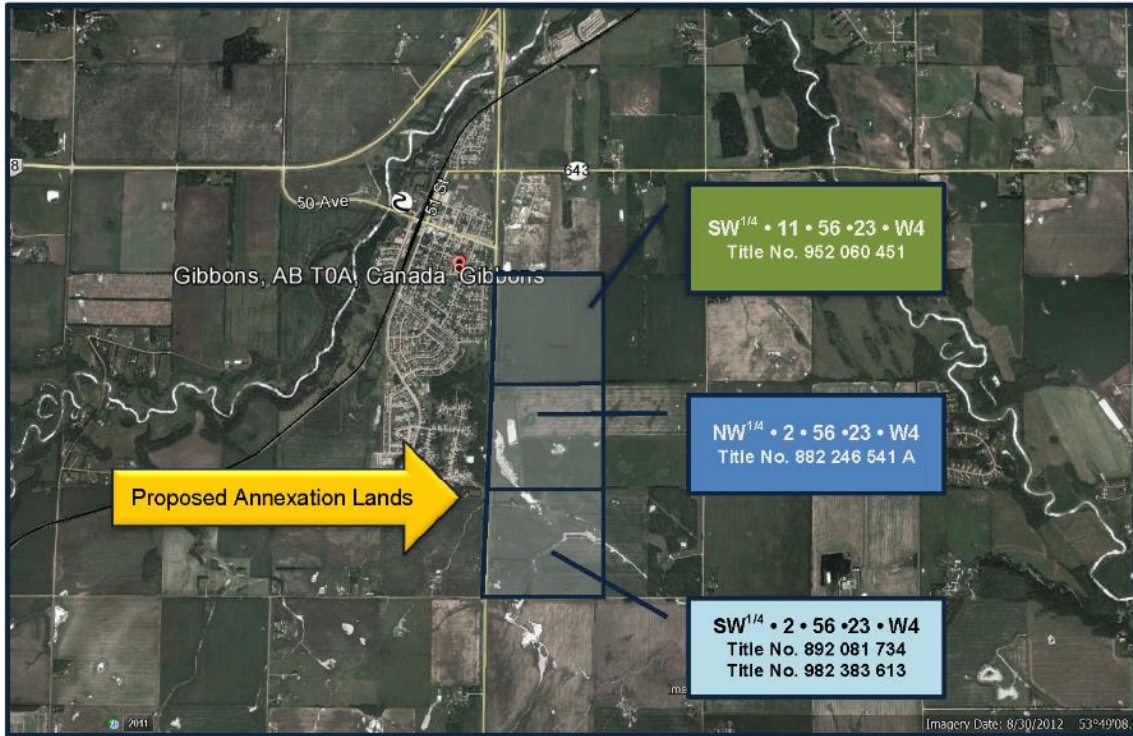 643
8
50 Ave
51 St
SW1/4 • 11 • 56 •23 • W4
Title No. 952 060 451
Gibbons, AB T0A, Canada Gibbons
NW1/4 • 2 • 56 •23 • W4
Title No. 882 246 541 A
Proposed Annexation Lands
SW1/4 • 2 • 56 •23 • W4
Title No. 892 081 734
Title No. 982 383 613
2011
Imagery Date: 8/30/2012 53°49'08.